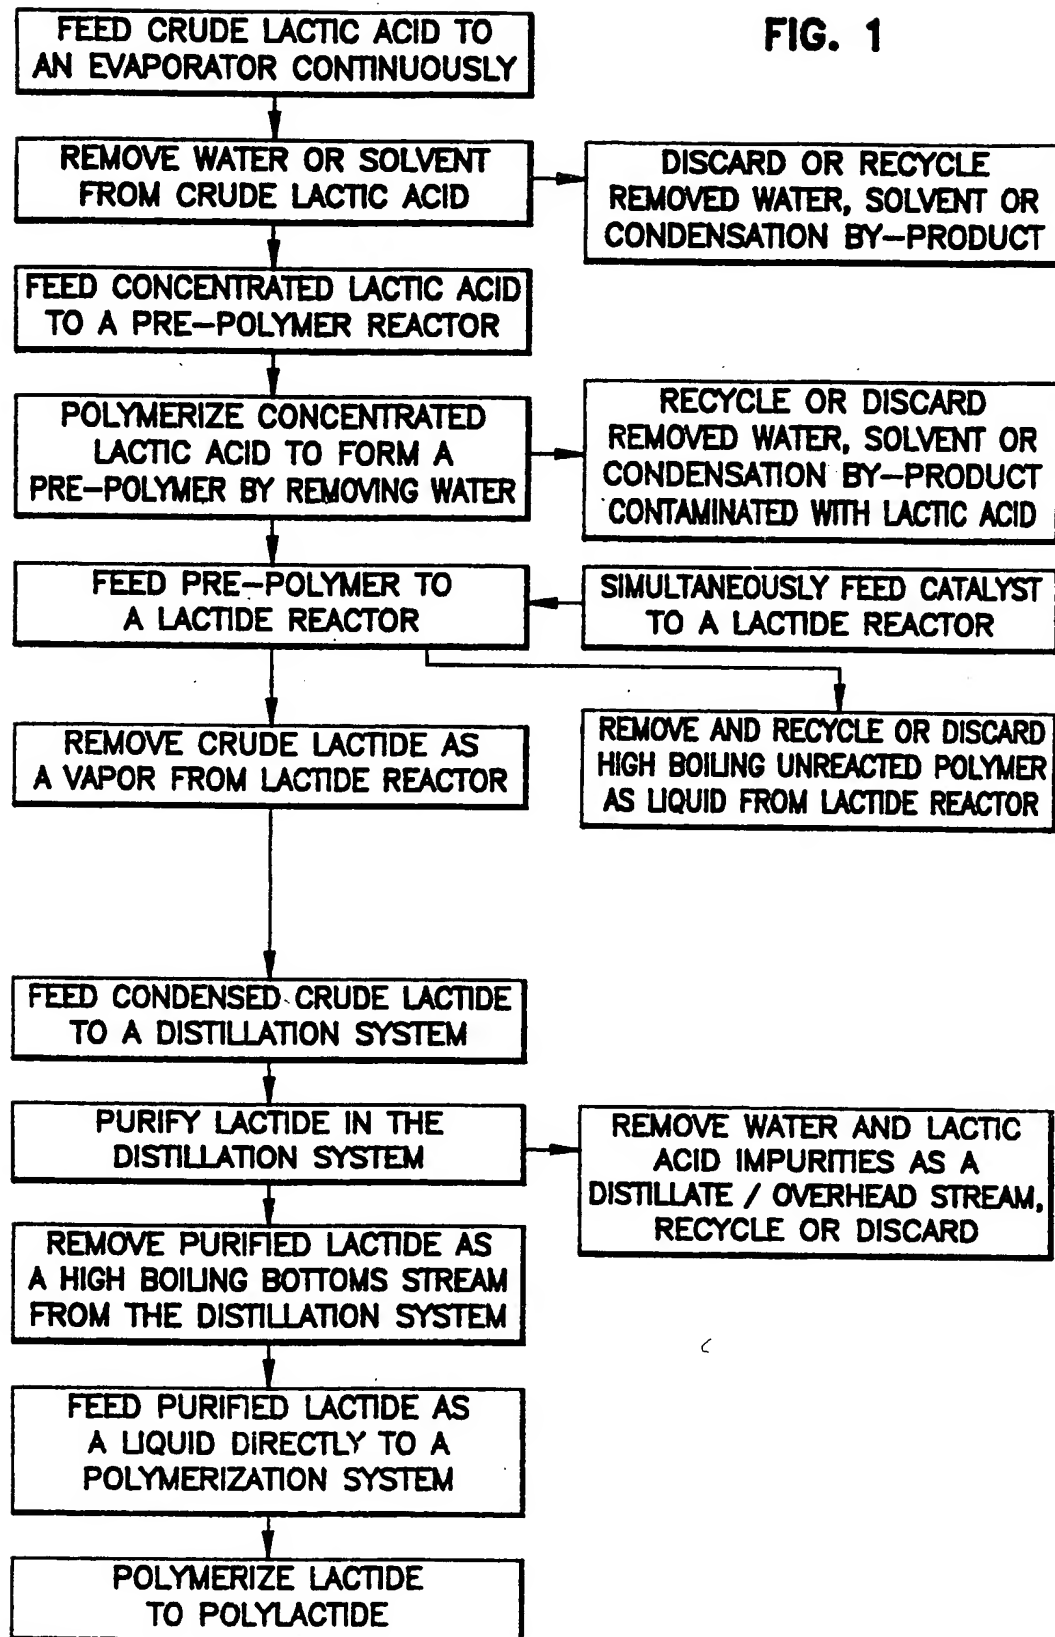 FIG. 1
FEED CRUDE LACTIC ACID TO
AN EVAPORATOR CONTINUOUSLY
REMOVE WATER OR SOLVENT
FROM CRUDE LACTIC ACID
DISCARD OR RECYCLE
REMOVED WATER, SOLVENT OR
CONDENSATION BY-PRODUCT
FEED CONCENTRATED LACTIC ACID
TO A PRE-POLYMER REACTOR
POLYMERIZE CONCENTRATED
LACTIC ACID TO FORM A
PRE-POLYMER BY REMOVING WATER
RECYCLE OR DISCARD
REMOVED WATER, SOLVENT OR
CONDENSATION BY-PRODUCT
CONTAMINATED WITH LACTIC ACID
FEED PRE-POLYMER TO
A LACTIDE REACTOR
SIMULTANEOUSLY FEED CATALYST
TO A LACTIDE REACTOR
REMOVE CRUDE LACTIDE AS
A VAPOR FROM LACTIDE REACTOR
REMOVE AND RECYCLE OR DISCARD
HIGH BOILING UNREACTED POLYMER
AS LIQUID FROM LACTIDE REACTOR
FEED CONDENSED CRUDE LACTIDE
TO A DISTILLATION SYSTEM
PURIFY LACTIDE IN THE
DISTILLATION SYSTEM
REMOVE WATER AND LACTIC
ACID IMPURITIES AS A
DISTILLATE / OVERHEAD STREAM,
RECYCLE OR DISCARD
REMOVE PURIFIED LACTIDE AS
A HIGH BOILING BOTTOMS STREAM
FROM THE DISTILLATION SYSTEM
FEED PURIFIED LACTIDE AS
A LIQUID DIRECTLY TO A
POLYMERIZATION SYSTEM
POLYMERIZE LACTIDE
TO POLYLACTIDE